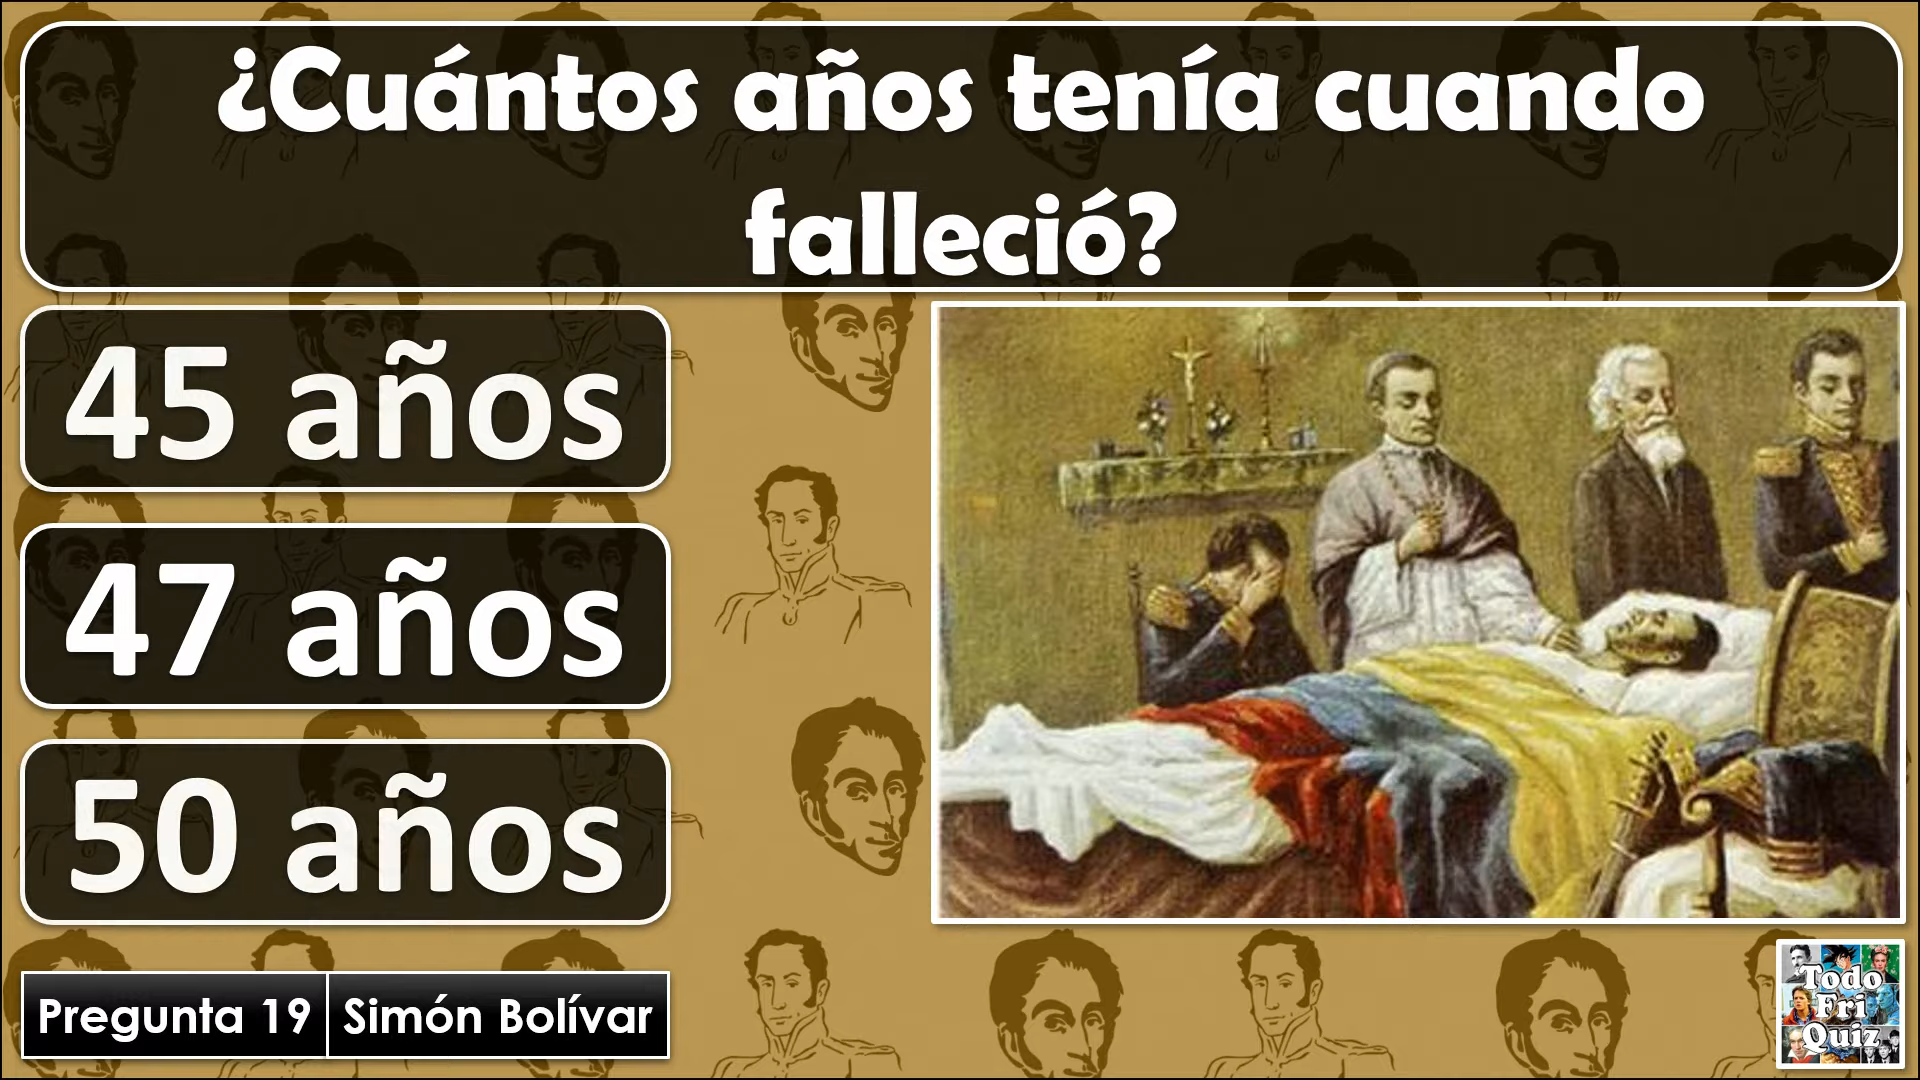 ¿Cuántos años tenía cuando
falleció?
45 años
47 años
50 años
Pregunta 19
Simón Bolívar
Todo
Fri
Quiz